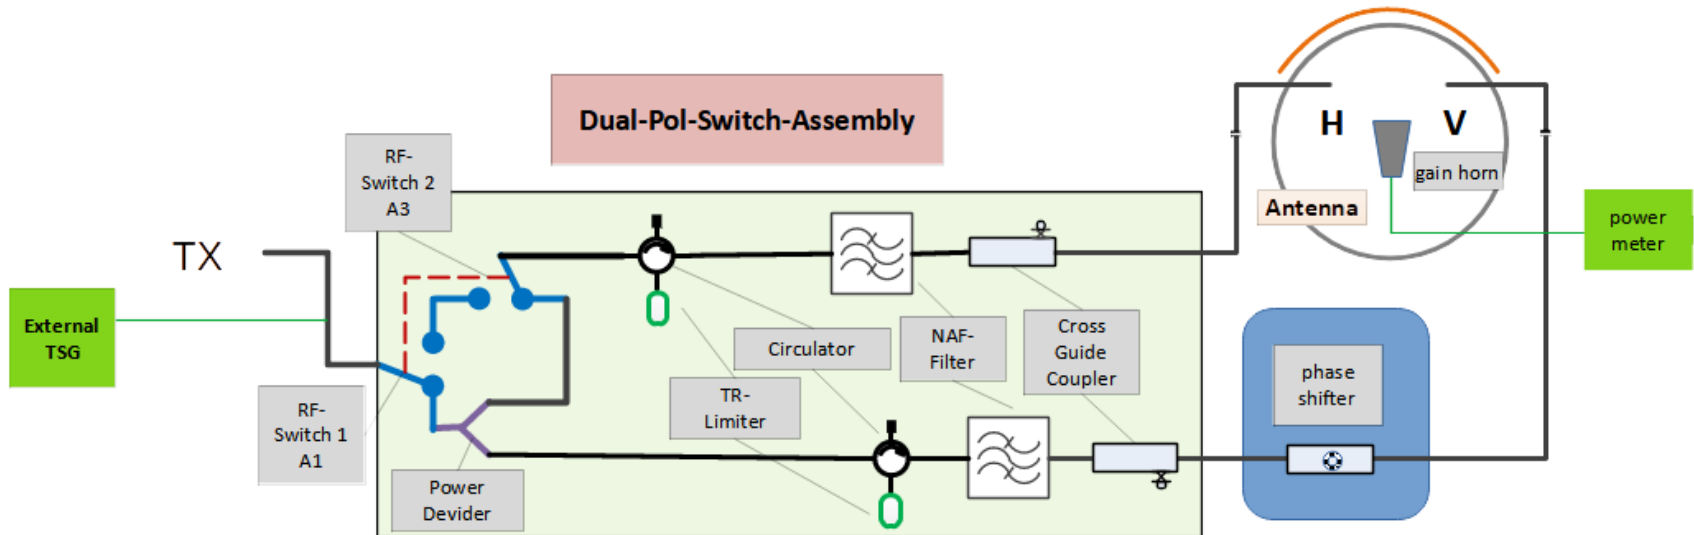 Dual-Pol-Switch-Assembly
H
V
gain horn
Antenna
power
meter
RF-
Switch 2
A3
TX
External
TSG
RF-
Switch 1
A1
Circulator
NAF-
Filter
Cross
Guide
Coupler
TR-
Limiter
phase
shifter
Power
Devider